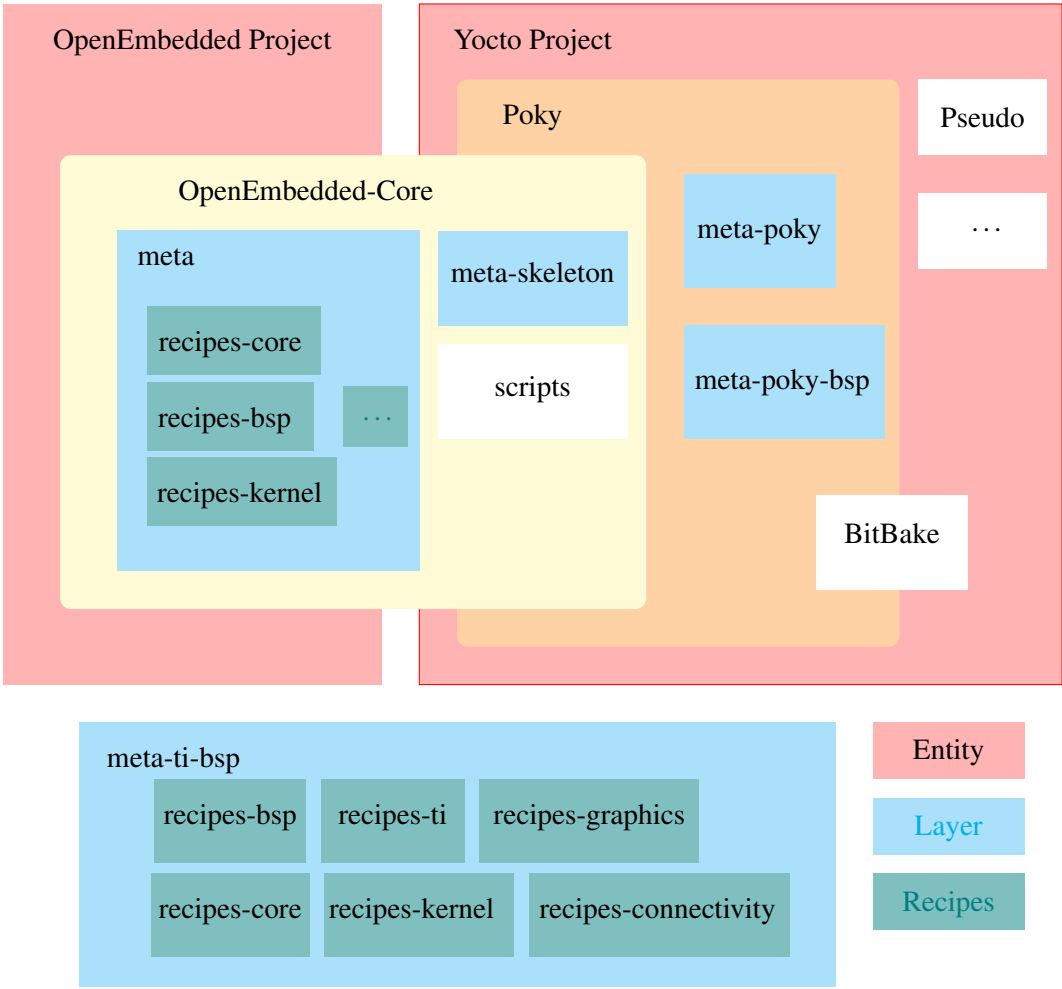 OpenEmbedded Project
Yocto Project
Poky
Pseudo
OpenEmbedded-Core
meta-poky
...
meta
meta-skeleton
recipes-core
scripts
meta-poky-bsp
recipes-bsp
...
recipes-kernel
BitBake
meta-ti-bsp
recipes-bsp
recipes-ti
recipes-graphics
recipes-core
recipes-kernel
recipes-connectivity
Entity
Layer
Recipes